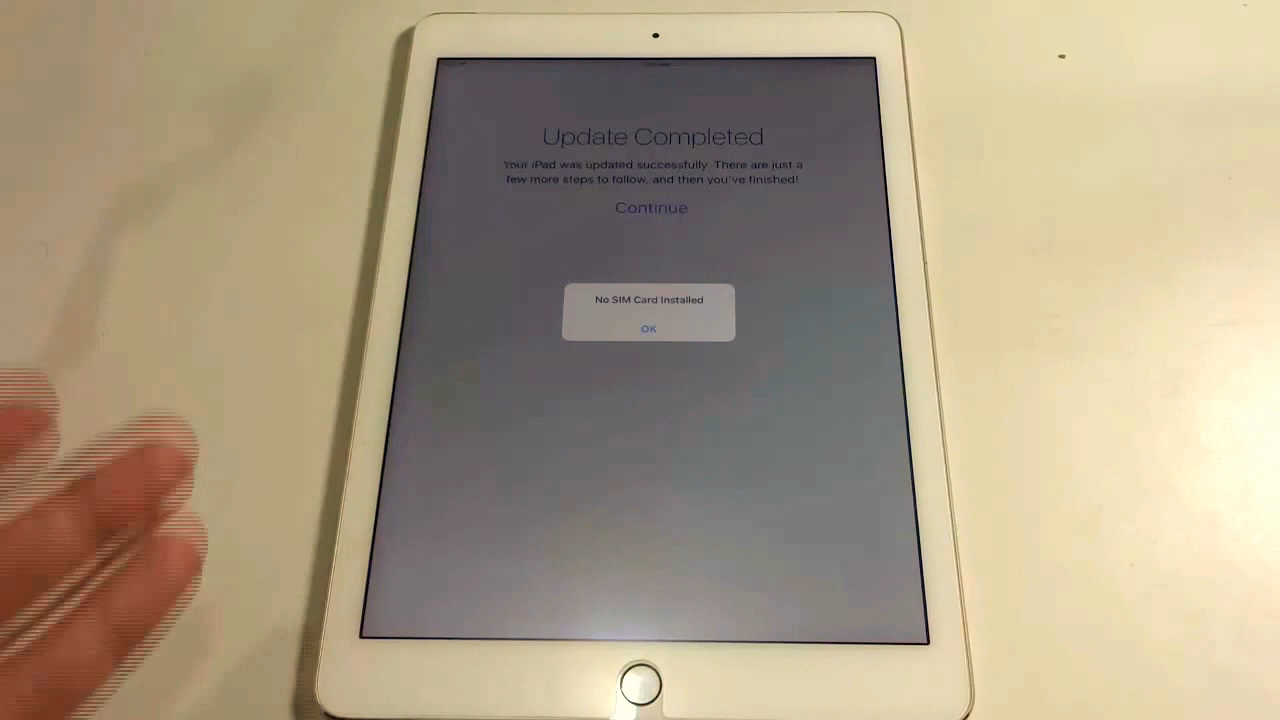 Update Completed
Your iPad was updated successfully. There are just a
few more steps to follow, and then you've finished!
Continue
No SIM Card Installed
OK